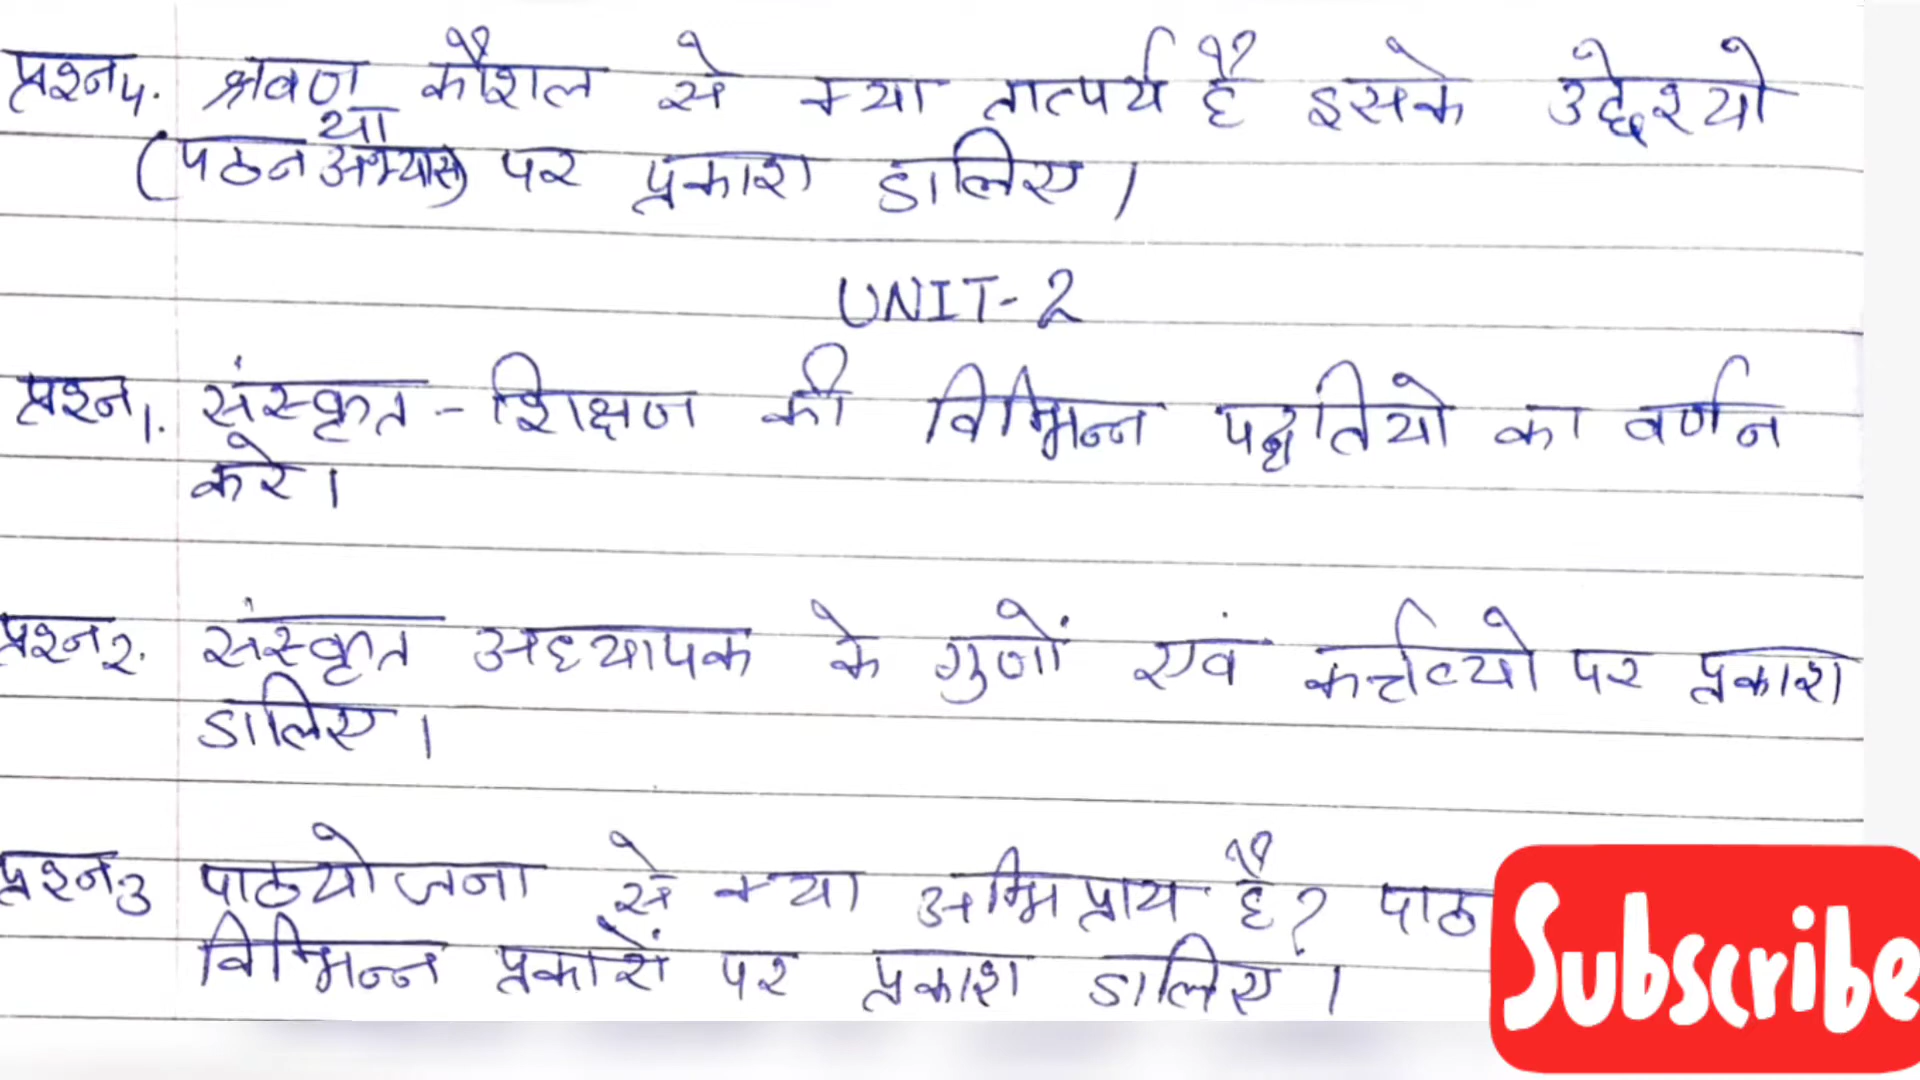 प्रश्न4. श्रवण कौशल से क्या तात्पर्य है इसके उद्देश्यो
या
(पठन अभ्यास) पर प्रकाश डालिए।
UNIT-2
प्रश्न1. संस्कृत - शिक्षण की विभिन्न पद्धतियो का वर्णन
करे।
प्रश्न2. संस्कृत अध्यापक के गुणों एवं कर्त्तव्यो पर प्रकाश
डालिए।
प्रश्न3 पाठयोजना से क्या अभिप्राय है? पाठ
विभिन्न प्रकारों पर प्रकाश डालिए।
Subscribe